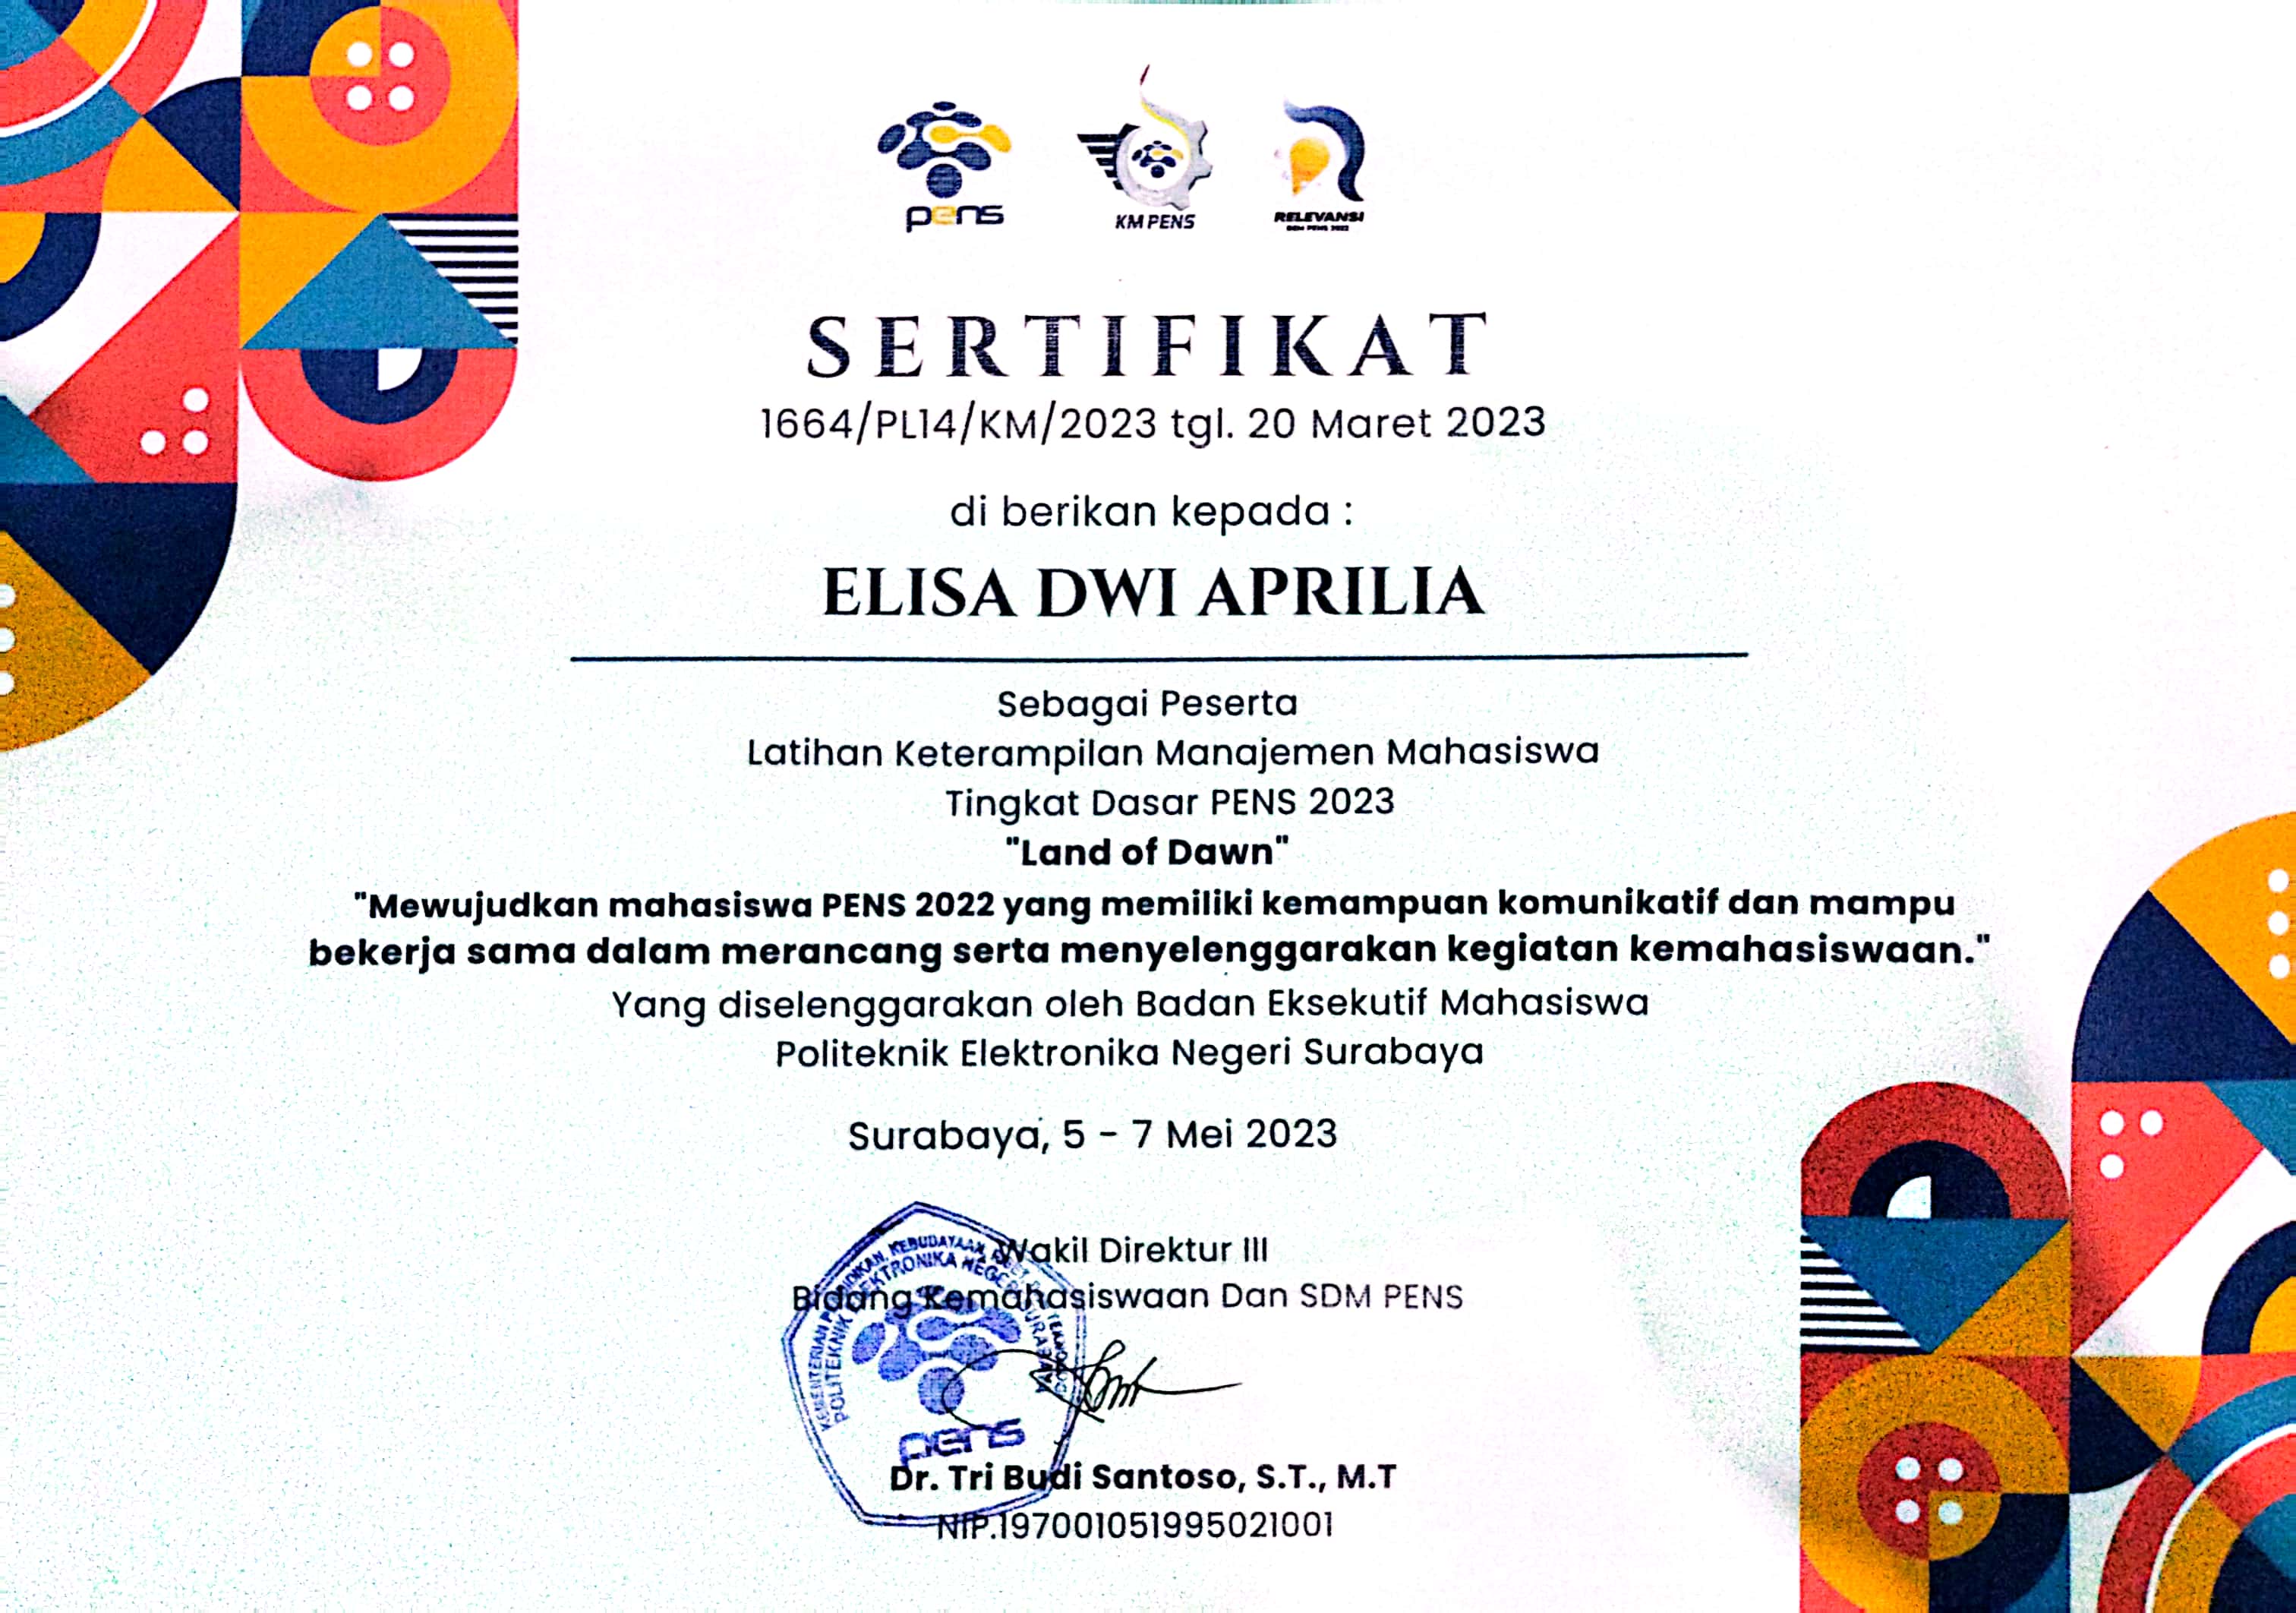 pens
KM PENS
RELEVANSI
BEM PENS 2022
SERTIFIKAT
1664/PL14/KM/2023 tgl. 20 Maret 2023
di berikan kepada :
ELISA DWI APRILIA
Sebagai Peserta
Latihan Keterampilan Manajemen Mahasiswa
Tingkat Dasar PENS 2023
"Land of Dawn"
"Mewujudkan mahasiswa PENS 2022 yang memiliki kemampuan komunikatif dan mampu
bekerja sama dalam merancang serta menyelenggarakan kegiatan kemahasiswaan."
Yang diselenggarakan oleh Badan Eksekutif Mahasiswa
Politeknik Elektronika Negeri Surabaya
Surabaya, 5 - 7 Mei 2023
Wakil Direktur III
Bidang Kemahasiswaan Dan SDM PENS
KEMENTERIAN PENDIDIKAN, KEBUDAYAAN, RISET
POLITEKNIK ELEKTRONIKA NEGERI SURABAYA
pens
Dr. Tri Budi Santoso, S.T., M.T
NIP.197001051995021001